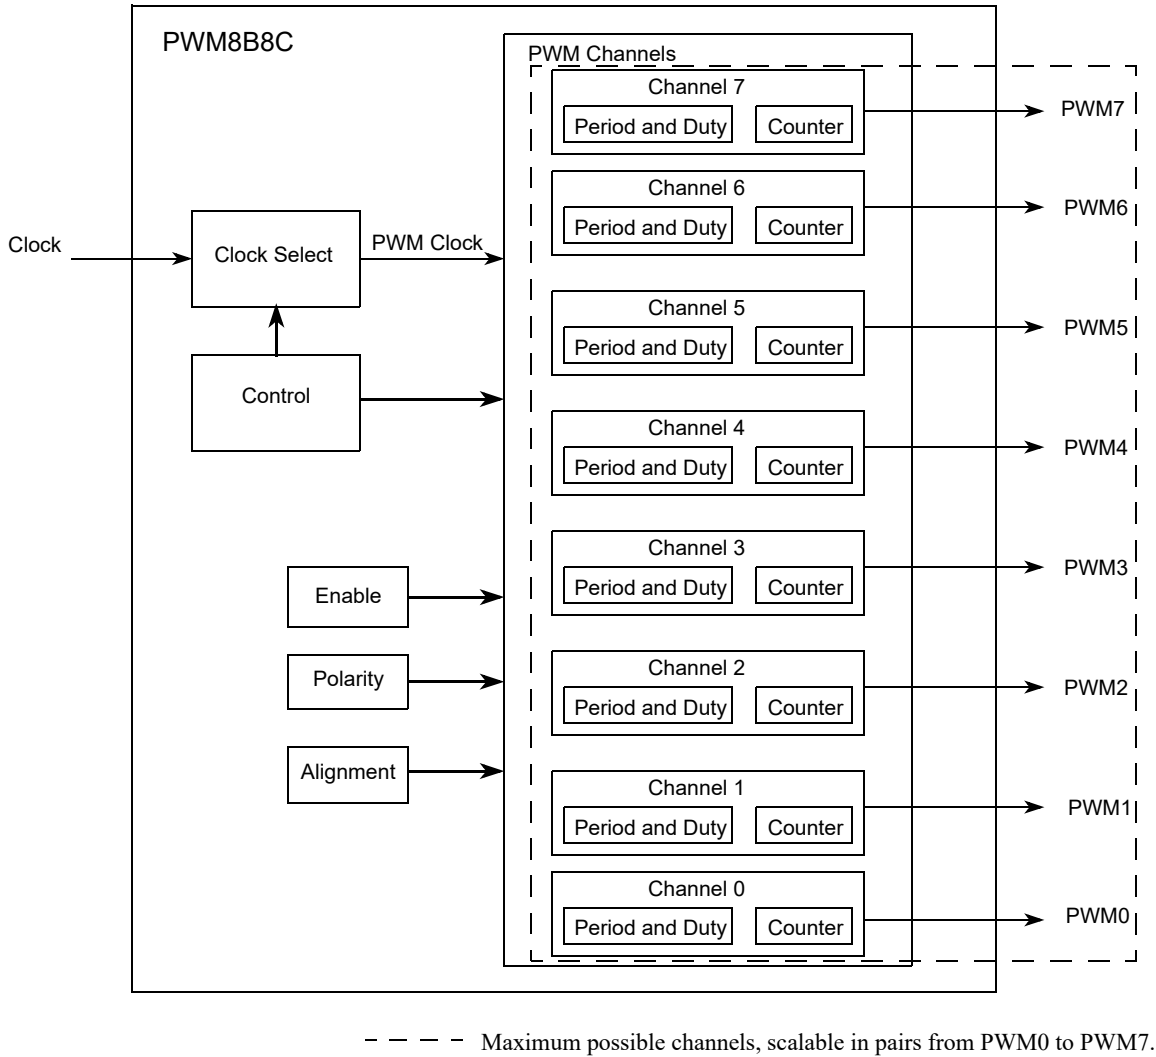 PWM8B8C
PWM Channels
Channel 7
Period and Duty
Counter
PWM7
Channel 6
Period and Duty
Counter
PWM6
Clock
Clock Select
PWM Clock
Channel 5
Period and Duty
Counter
PWM5
Control
Channel 4
Period and Duty
Counter
PWM4
Channel 3
Period and Duty
Counter
PWM3
Enable
Polarity
Channel 2
Period and Duty
Counter
PWM2
Alignment
Channel 1
Period and Duty
Counter
PWM1
Channel 0
Period and Duty
Counter
PWM0
Maximum possible channels, scalable in pairs from PWM0 to PWM7.